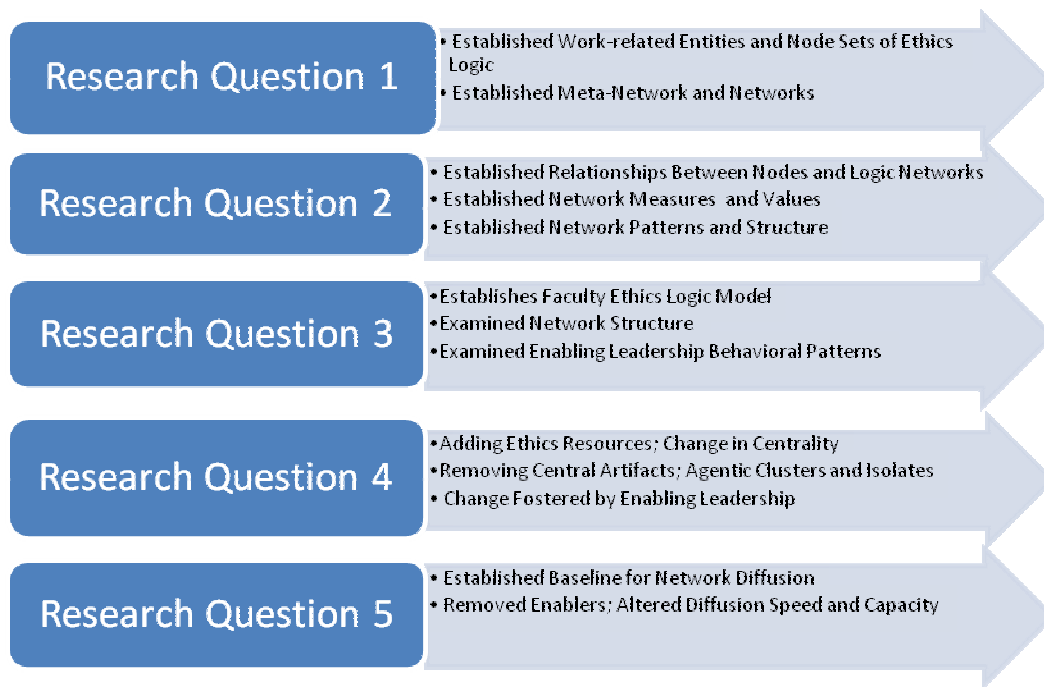 Research Question 1
• Established Work-related Entities and Node Sets of Ethics
Logic
• Established Meta-Network and Networks
Research Question 2
• Established Relationships Between Nodes and Logic Networks
• Established Network Measures and Values
• Established Network Patterns and Structure
Research Question 3
•Establishes Faculty Ethics Logic Model
•Examined Network Structure
•Examined Enabling Leadership Behavioral Patterns
Research Question 4
•Adding Ethics Resources; Change in Centrality
•Removing Central Artifacts; Agentic Clusters and Isolates
• Change Fostered by Enabling Leadership
Research Question 5
• Established Baseline for Network Diffusion
• Removed Enablers; Altered Diffusion Speed and Capacity